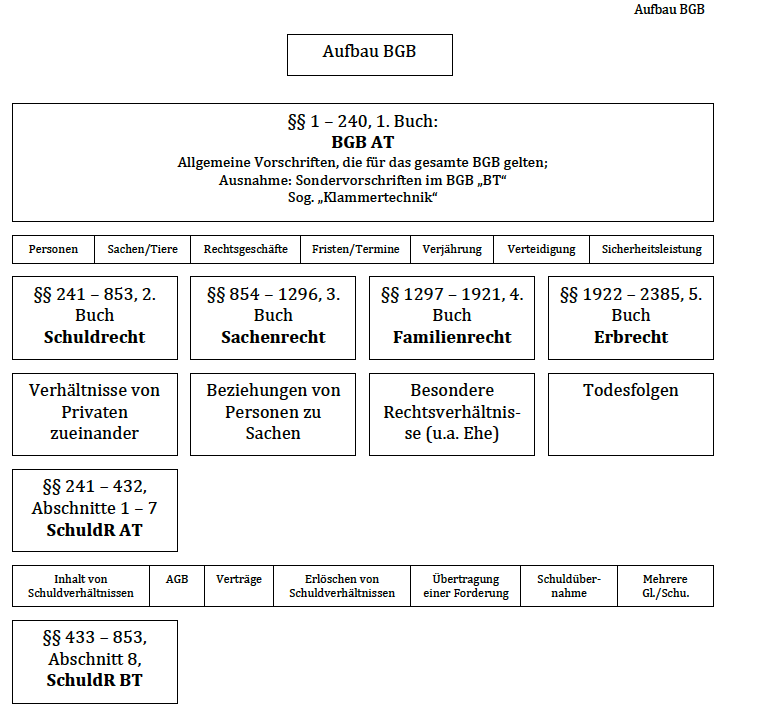 Aufbau BGB
Aufbau BGB
§§ 1 – 240, 1. Buch:
BGB AT
Allgemeine Vorschriften, die für das gesamte BGB gelten;
Ausnahme: Sondervorschriften im BGB „BT“
Sog. „Klammertechnik“
Personen
Sachen/Tiere
Rechtsgeschäfte
Fristen/Termine
Verjährung
Verteidigung
Sicherheitsleistung
§§ 241 – 853, 2.
Buch
Schuldrecht
§§ 854 – 1296, 3.
Buch
Sachenrecht
§§ 1297 – 1921, 4.
Buch
Familienrecht
§§ 1922 – 2385, 5.
Buch
Erbrecht
Verhältnisse von
Privaten
zueinander
Beziehungen von
Personen zu
Sachen
Besondere
Rechtsverhältnis-
se (u.a. Ehe)
Todesfolgen
§§ 241 – 432,
Abschnitte 1 – 7
SchuldR AT
Inhalt von
Schuldverhältnissen
AGB
Verträge
Erlöschen von
Schuldverhältnissen
Übertragung
einer Forderung
Schuldüber-
nahme
Mehrere
Gl./Schu.
§§ 433 – 853,
Abschnitt 8,
SchuldR BT